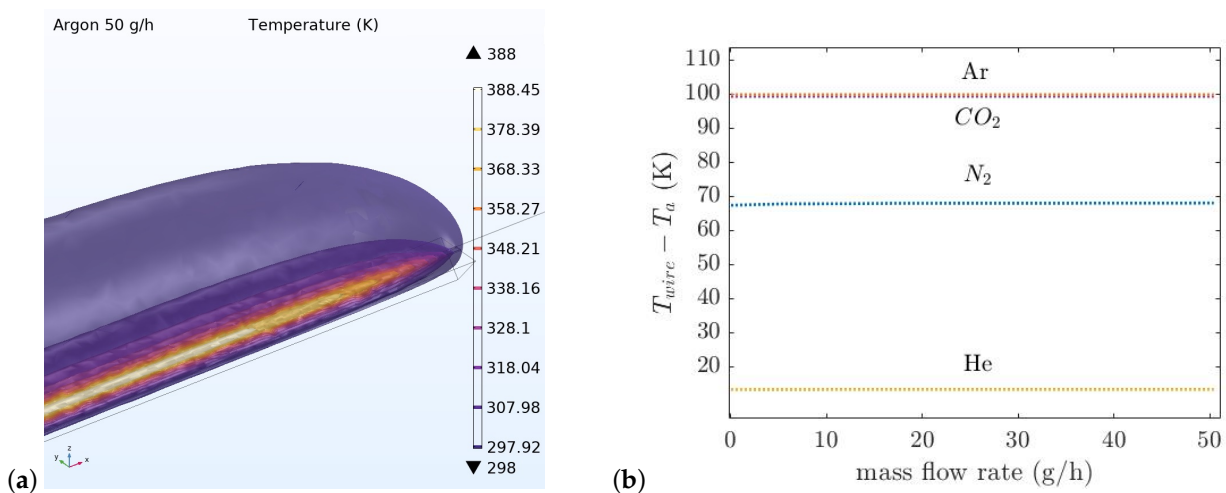 Argon 50 g/h Temperature (K)
▲ 388
388.45
378.39
368.33
358.27
348.21
338.16
328.1
318.04
307.98
297.92
▼ 298
y z x
(a)
110
100
90
80
70
60
50
40
30
20
T_wire − T_a (K)
Ar
CO₂
N₂
He
0 10 20 30 40 50
mass flow rate (g/h)
(b)